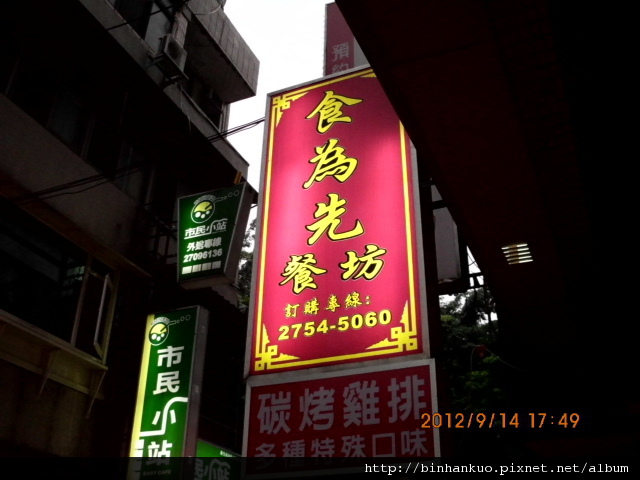 預約
食為先
餐坊
訂購專線:
2754-5060
碳烤雞排
多種特殊口味
市民小站
外送專線
27096136
市民小站
2012/9/14 17:49
http://binhankuo.pixnet.net/album